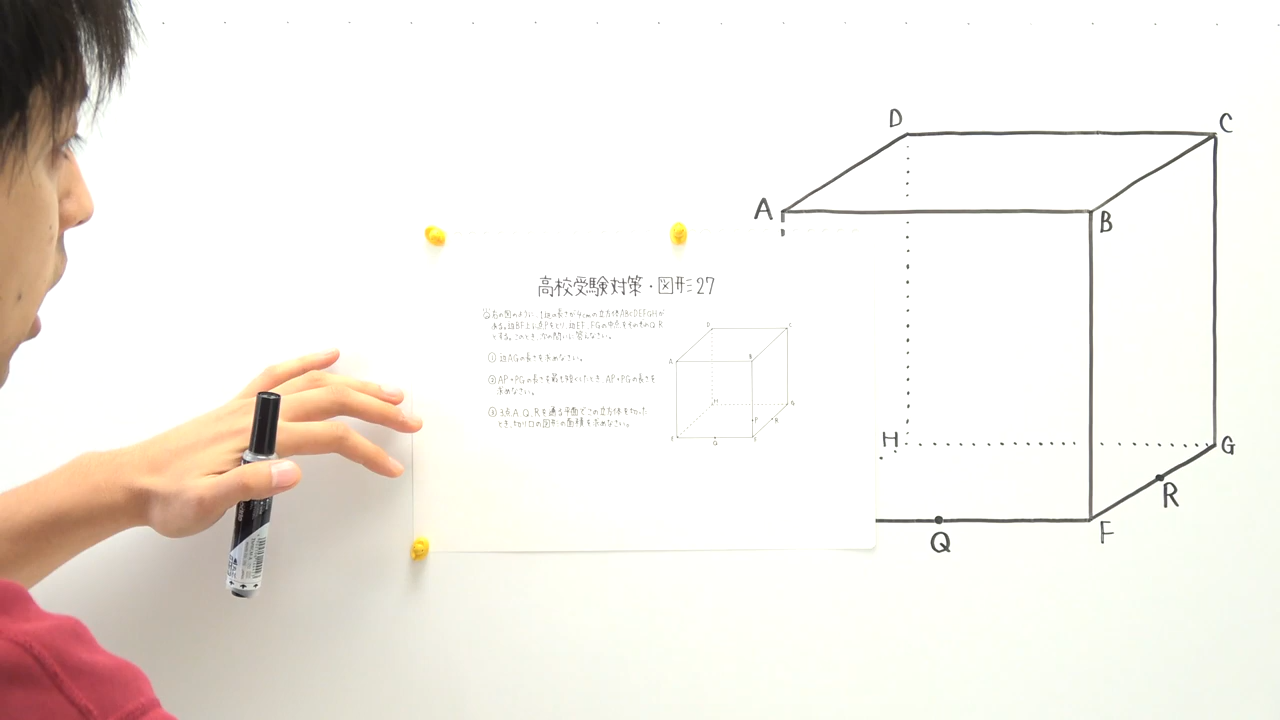 高校受験対策・図形27
右の図のように、1辺の長さが4cmの立方体ABCDEFGHが
ある。辺BF上に点Pをとり、辺EF、FGの中点をそれぞれQ、R
とする。このとき、次の問いに答えなさい。
① 線AGの長さを求めなさい。
② AP+PGの長さを最も短くしたとき、AP+PGの長さを
求めなさい。
③ 3点A、Q、Rを通る平面でこの立方体を切った
とき、切り口の図形の面積を求めなさい。
D
C
A
B
H
G
P
R
E
Q
F
D
C
A
B
H
G
R
F
Q